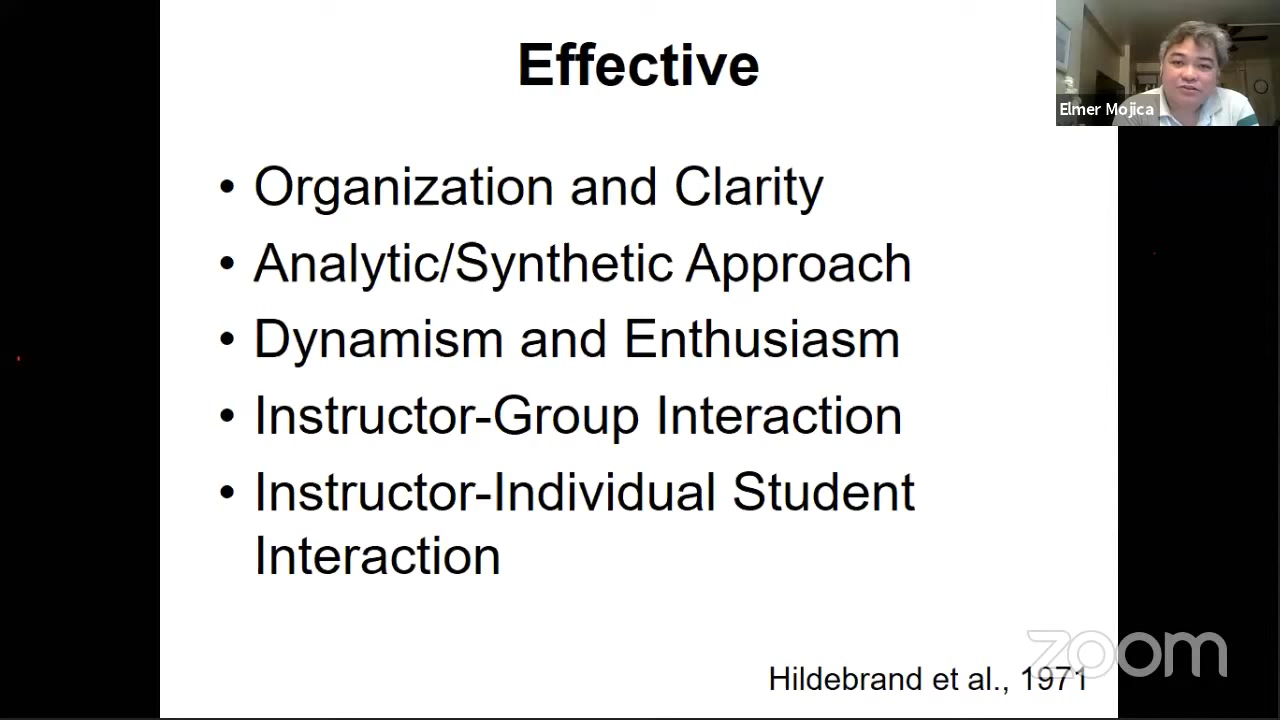 Effective
Elmer Mojica
• Organization and Clarity
• Analytic/Synthetic Approach
• Dynamism and Enthusiasm
• Instructor-Group Interaction
• Instructor-Individual Student
Interaction
zoom
Hildebrand et al., 1971